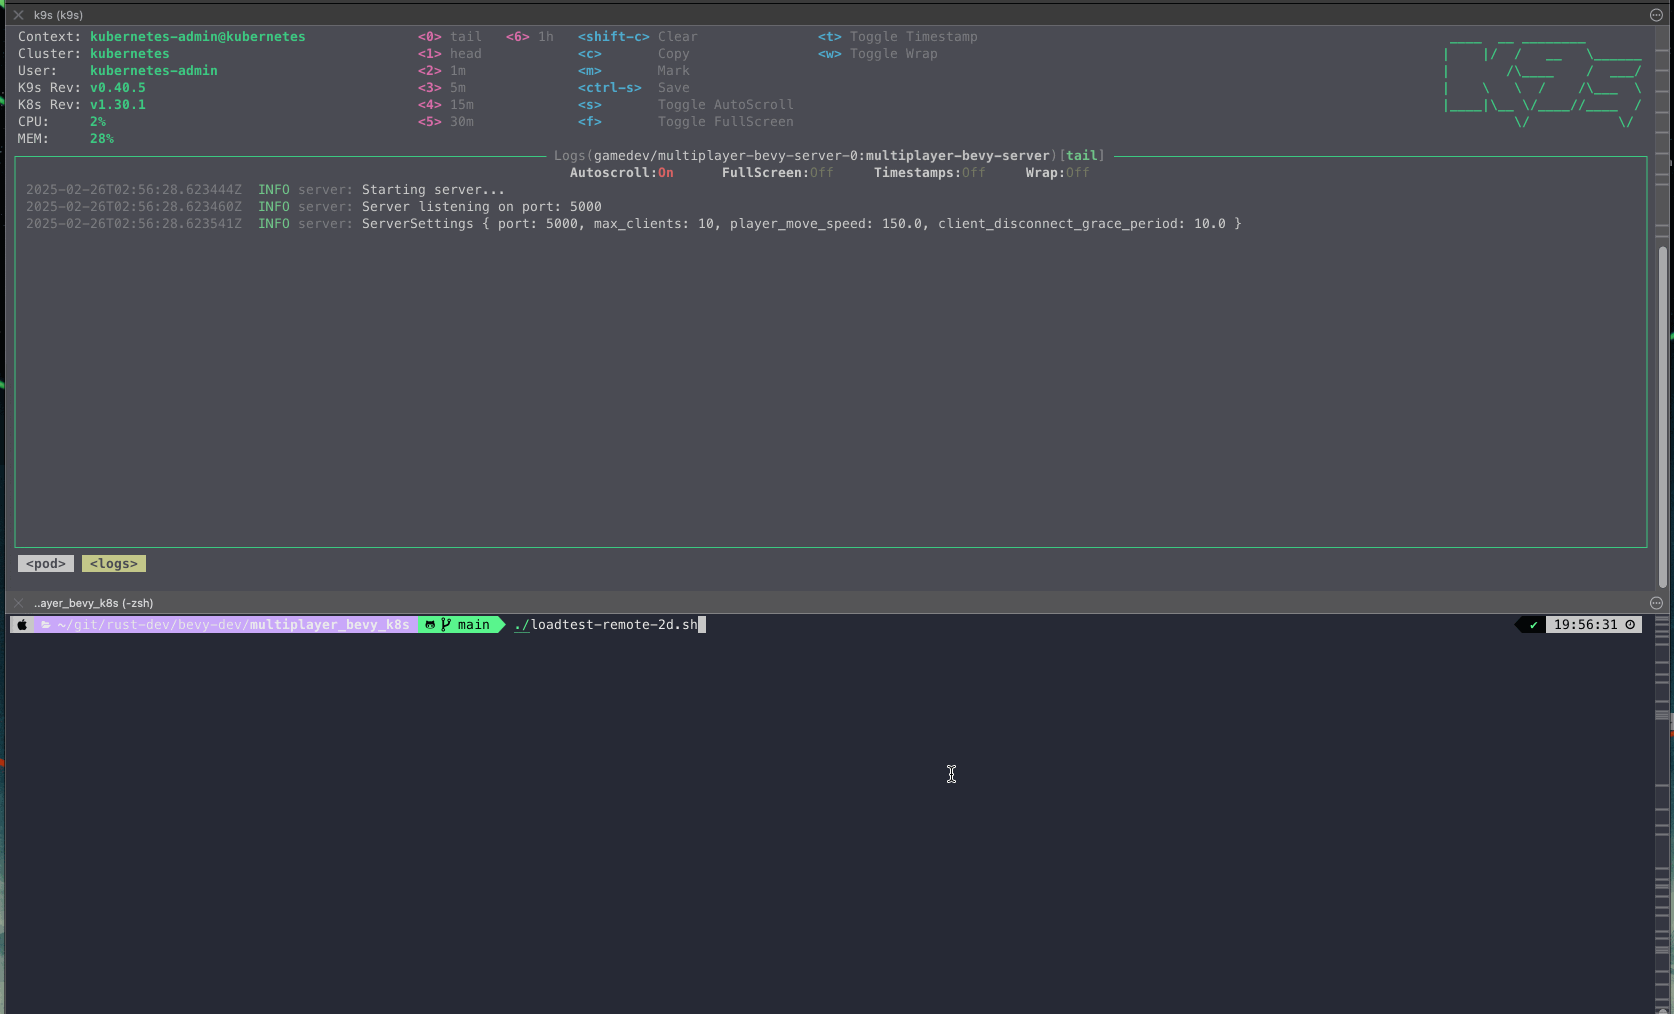 k9s (k9s)
Context: kubernetes-admin@kubernetes <0> tail <6> 1h <shift-c> Clear <t> Toggle Timestamp
Cluster: kubernetes <1> head <c> Copy <w> Toggle Wrap
User: kubernetes-admin <2> 1m <m> Mark
K9s Rev: v0.40.5 <3> 5m <ctrl-s> Save
K8s Rev: v1.30.1 <4> 15m <s> Toggle AutoScroll
CPU: 2% <5> 30m <f> Toggle FullScreen
MEM: 28%
Logs(gamedev/multiplayer-bevy-server-0:multiplayer-bevy-server)[tail]
Autoscroll:On FullScreen:Off Timestamps:Off Wrap:Off
2025-02-26T02:56:28.623444Z INFO server: Starting server...
2025-02-26T02:56:28.623460Z INFO server: Server listening on port: 5000
2025-02-26T02:56:28.623541Z INFO server: ServerSettings { port: 5000, max_clients: 10, player_move_speed: 150.0, client_disconnect_grace_period: 10.0 }
<pod> <logs>
..ayer_bevy_k8s (-zsh)
~/git/rust-dev/bevy-dev/multiplayer_bevy_k8s main ./loadtest-remote-2d.sh ✔ 19:56:31